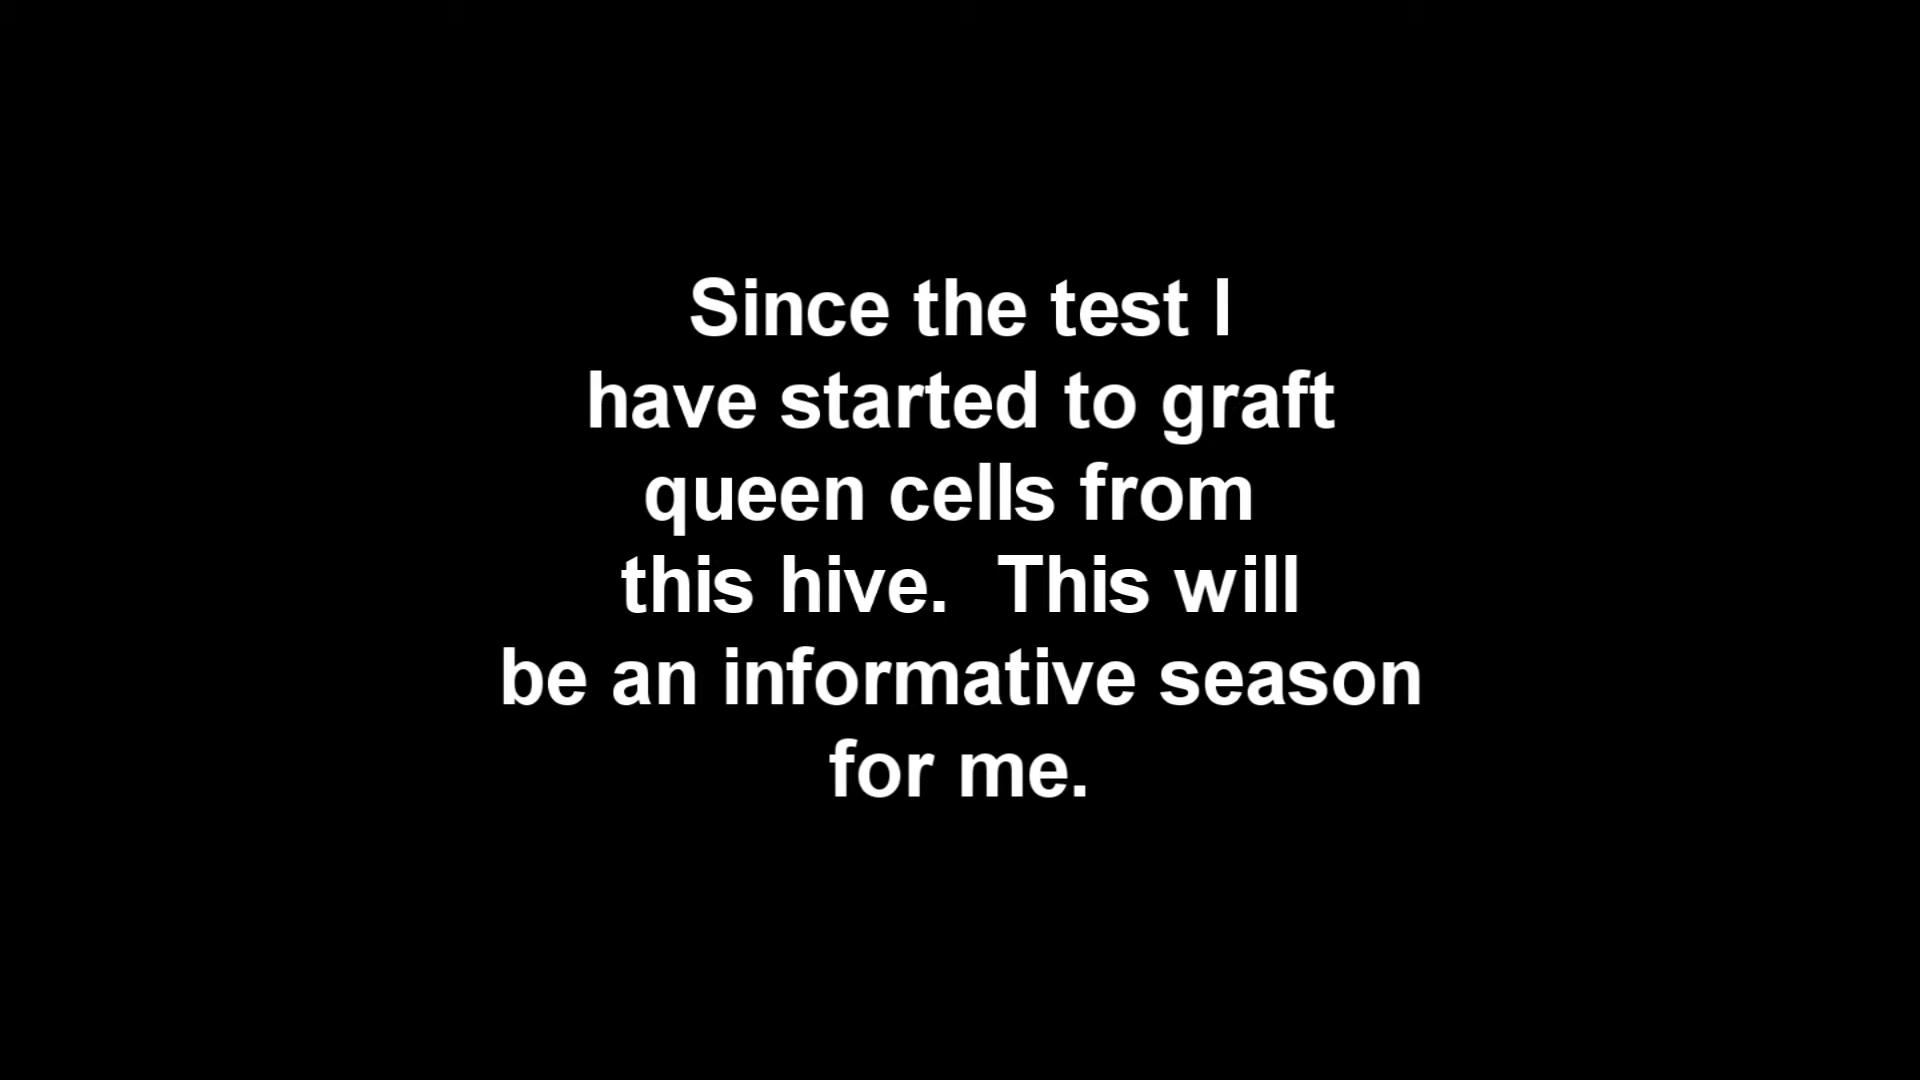 Since the test I
have started to graft
queen cells from
this hive.  This will
be an informative season
for me.